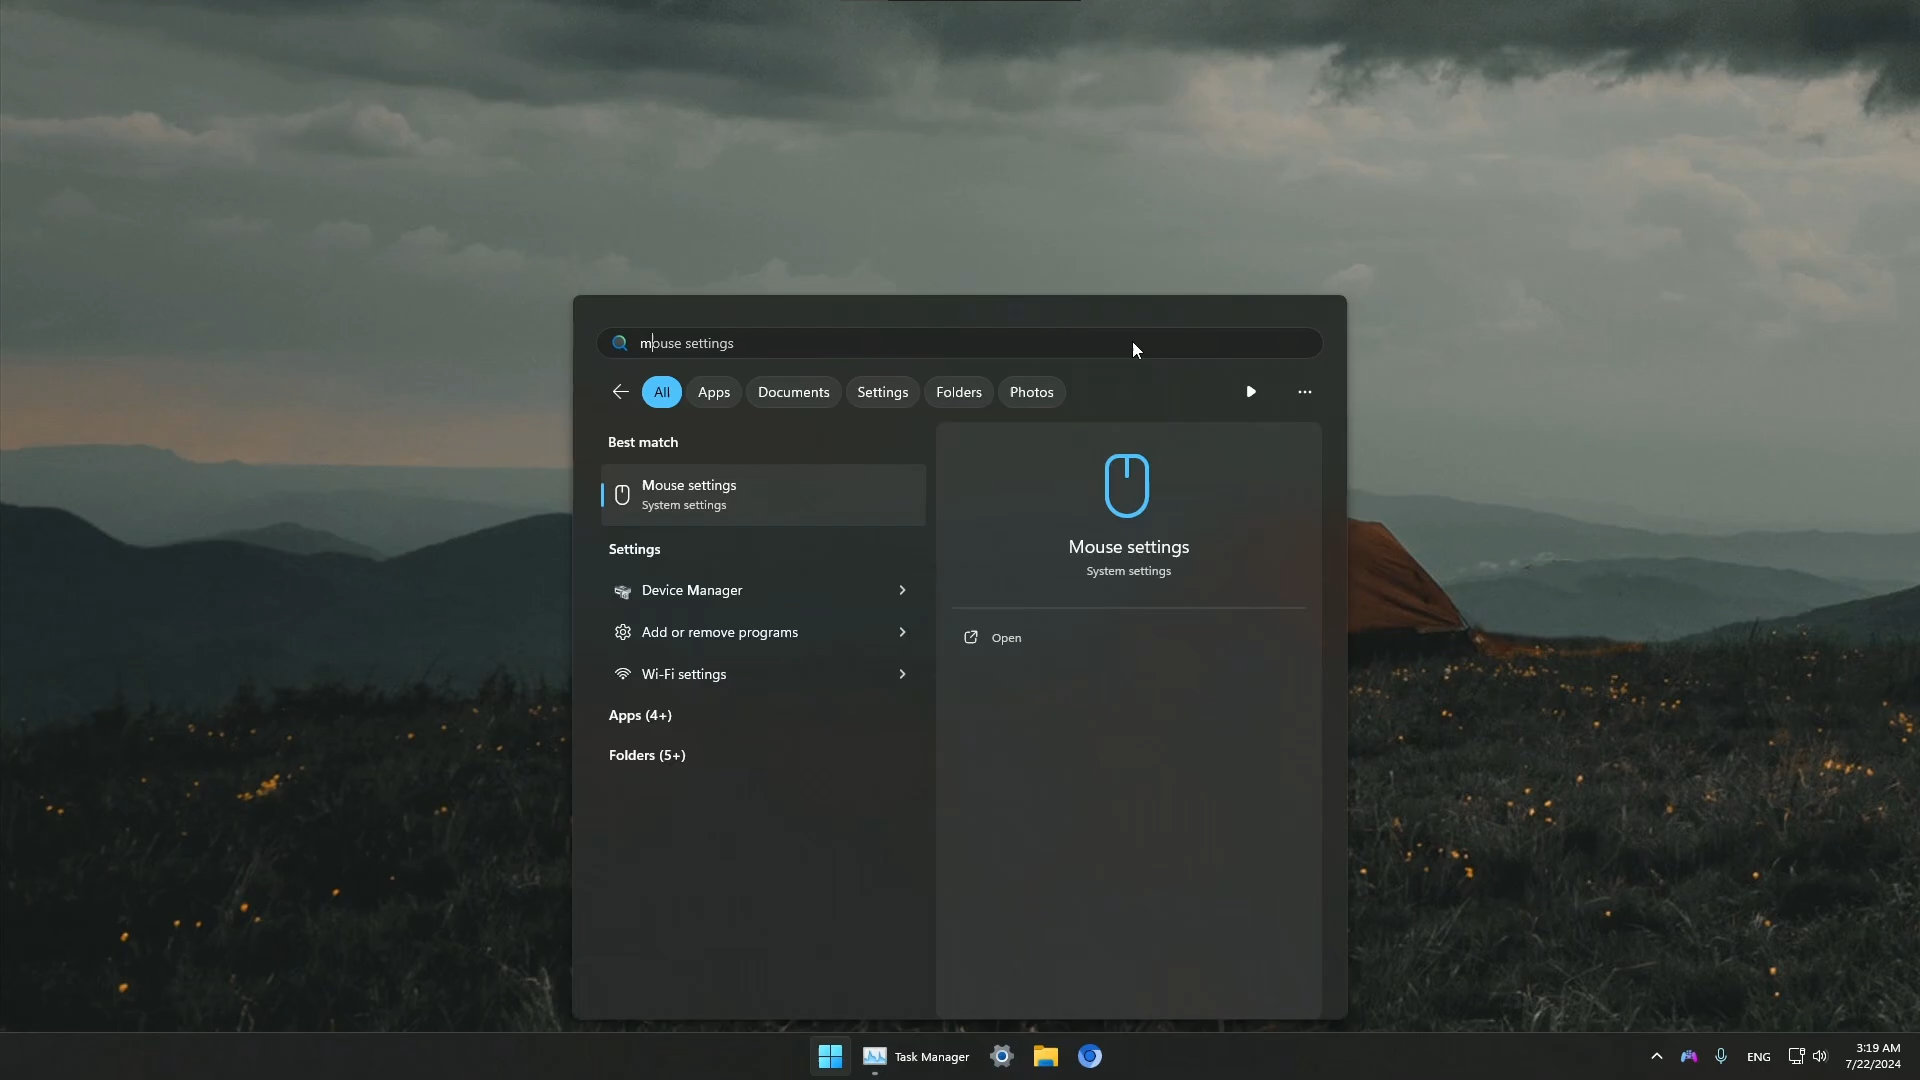 mouse settings
All Apps Documents Settings Folders Photos
Best match
Mouse settings
System settings
Settings
Device Manager
Add or remove programs
Wi-Fi settings
Apps (4+)
Folders (5+)
Mouse settings
System settings
Open
Task Manager
ENG
3:19 AM
7/22/2024